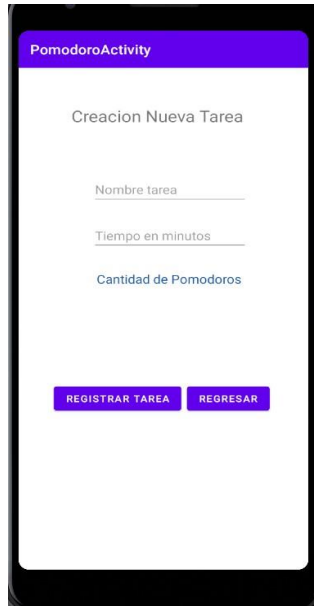 PomodoroActivity
Creacion Nueva Tarea
Nombre tarea
Tiempo en minutos
Cantidad de Pomodoros
REGISTRAR TAREA REGRESAR